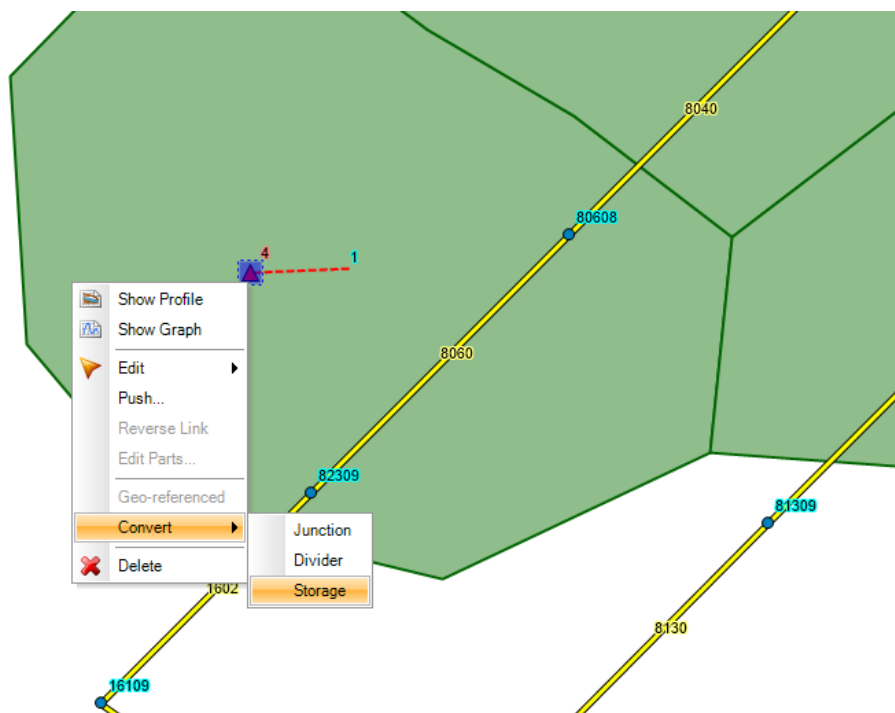 8040
80608
4
1
Show Profile
Show Graph
8060
Edit
Push...
Reverse Link
Edit Parts...
82309
Geo-referenced
81309
Convert
Junction
Divider
Delete
Storage
1602
8130
16109